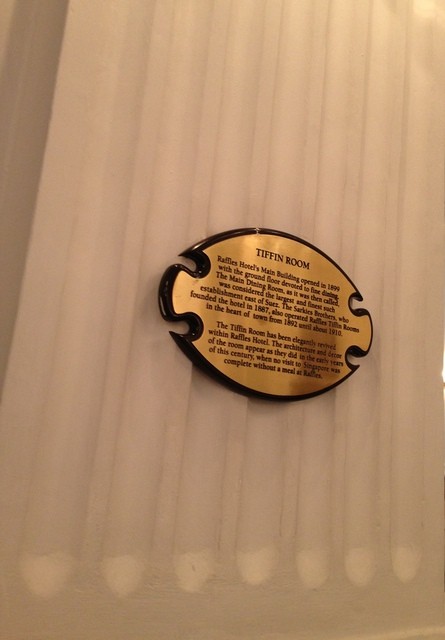 TIFFIN ROOM
Raffles Hotel's Main Building opened in 1899
with the ground floor devoted to fine dining.
The Main Dining Room, as it was then called,
was considered the largest and finest such
establishment east of Suez. The Sarkies Brothers, who
founded the hotel in 1887, also operated Raffles Tiffin Rooms
in the heart of town from 1892 until about 1910.
The Tiffin Room has been elegantly revived
within Raffles Hotel. The architecture and decor
of the room appear as they did in the early years
of this century, when no visit to Singapore was
complete without a meal at Raffles.